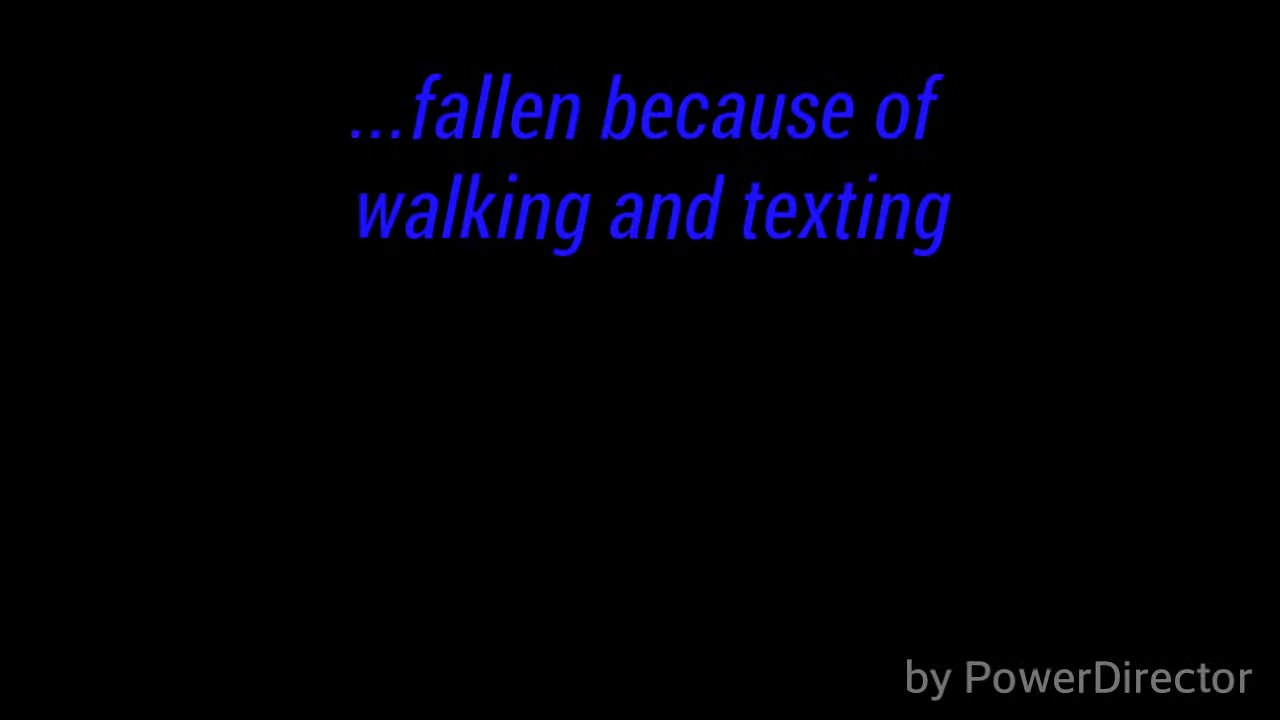 ...fallen because of
walking and texting
by PowerDirector